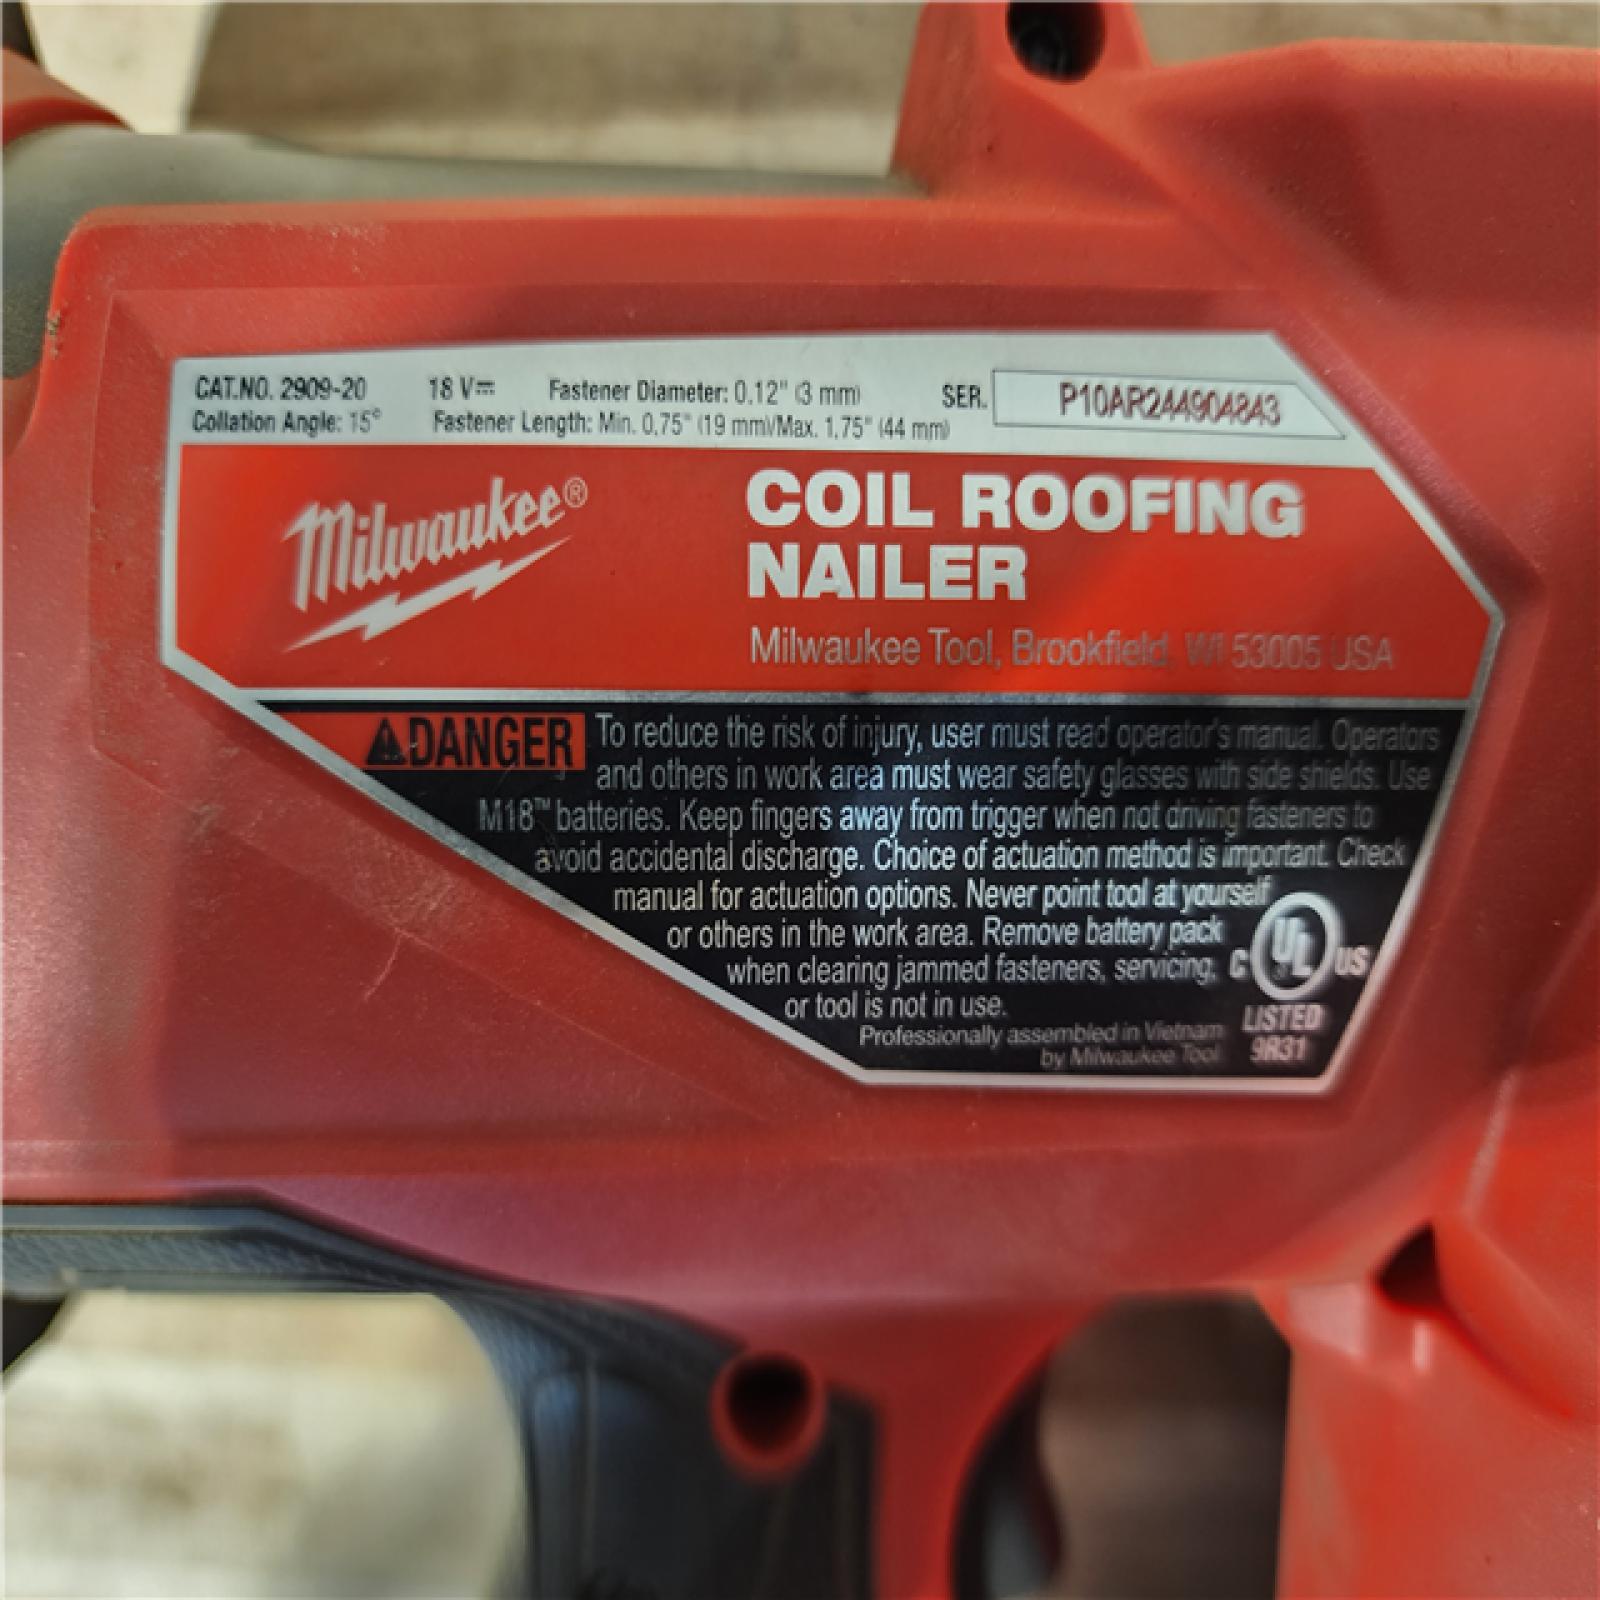 CAT.NO. 2909-20 18 V⎓ Fastener Diameter: 0.12" (3 mm) SER. P10AR244904843
Collation Angle: 15° Fastener Length: Min. 0.75" (19 mm)/Max. 1.75" (44 mm)
Milwaukee®
COIL ROOFING
NAILER
Milwaukee Tool, Brookfield, WI 53005 USA
⚠DANGER To reduce the risk of injury, user must read operator's manual. Operators
and others in work area must wear safety glasses with side shields. Use
M18™ batteries. Keep fingers away from trigger when not driving fasteners to
avoid accidental discharge. Choice of actuation method is important. Check
manual for actuation options. Never point tool at yourself
or others in the work area. Remove battery pack
when clearing jammed fasteners, servicing,
or tool is not in use.
Professionally assembled in Vietnam
by Milwaukee Tool
C UL US
LISTED
9R31